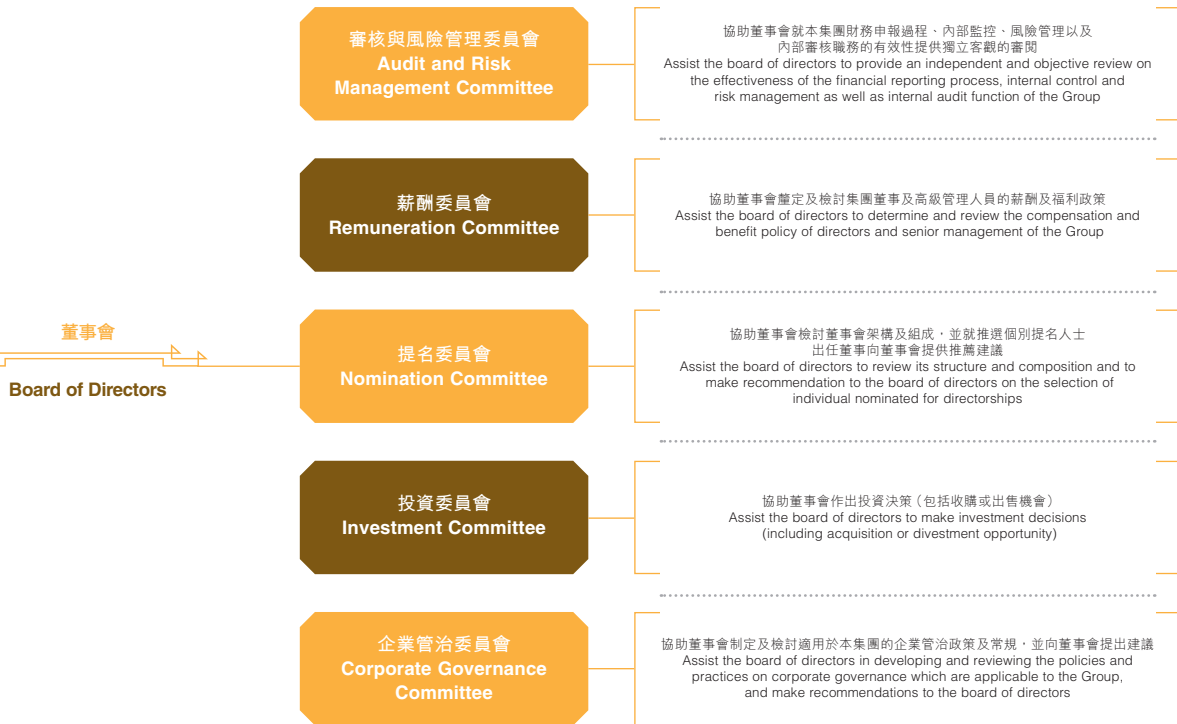 董事會
Board of Directors
審核與風險管理委員會
Audit and Risk
Management Committee
協助董事會就本集團財務申報過程、內部監控、風險管理以及
內部審核職務的有效性提供獨立客觀的審閱
Assist the board of directors to provide an independent and objective review on
the effectiveness of the financial reporting process, internal control and
risk management as well as internal audit function of the Group
薪酬委員會
Remuneration Committee
協助董事會釐定及檢討集團董事及高級管理人員的薪酬及福利政策
Assist the board of directors to determine and review the compensation and
benefit policy of directors and senior management of the Group
提名委員會
Nomination Committee
協助董事會檢討董事會架構及組成，並就推選個別提名人士
出任董事向董事會提供推薦建議
Assist the board of directors to review its structure and composition and to
make recommendation to the board of directors on the selection of
individual nominated for directorships
投資委員會
Investment Committee
協助董事會作出投資決策（包括收購或出售機會）
Assist the board of directors to make investment decisions
(including acquisition or divestment opportunity)
企業管治委員會
Corporate Governance
Committee
協助董事會制定及檢討適用於本集團的企業管治政策及常規，並向董事會提出建議
Assist the board of directors in developing and reviewing the policies and
practices on corporate governance which are applicable to the Group,
and make recommendations to the board of directors